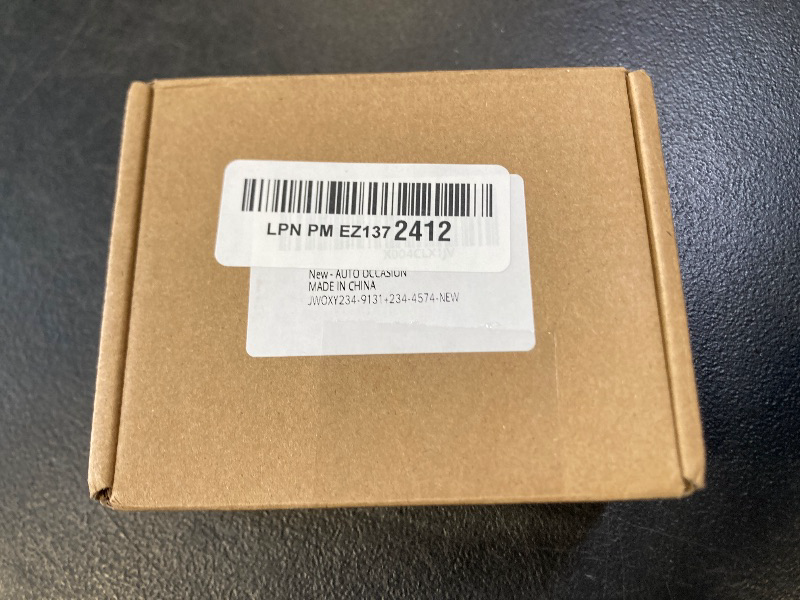 LPN PM EZ137 2412
New - AUTO OCCASION
MADE IN CHINA
JWOXY234-9131+234-4574-NEW